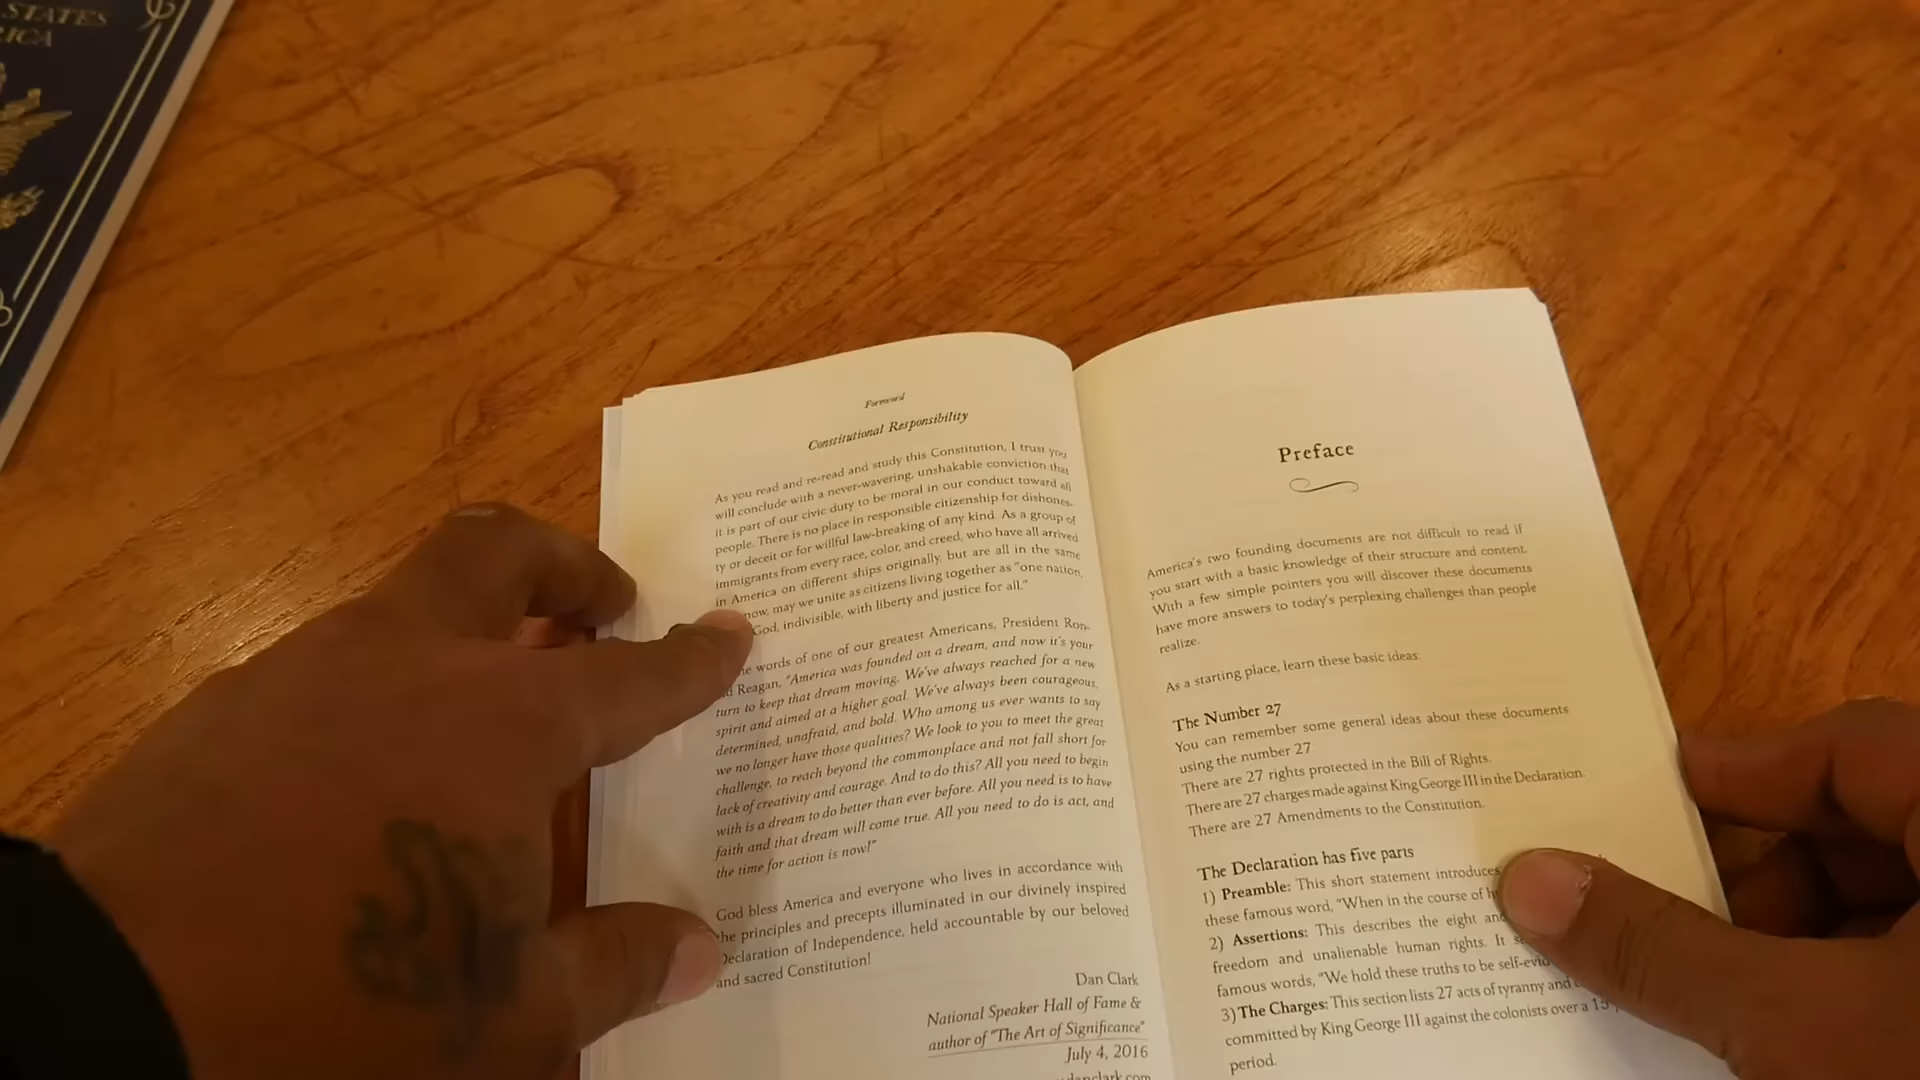 STATES
Foreword
Constitutional Responsibility
As you read and re-read and study this Constitution, I trust you
will conclude with a never-wavering, unshakable conviction that
it is part of our civic duty to be moral in our conduct toward all
people. There is no place in responsible citizenship for dishones-
ty or deceit or for willful law-breaking of any kind. As a group of
immigrants from every race, color, and creed, who have all arrived
in America on different ships originally, but are all in the same
now, may we unite as citizens living together as "one nation,
God, indivisible, with liberty and justice for all."
words of one of our greatest Americans, President Ron-
Reagan, "America was founded on a dream, and now it's your
turn to keep that dream moving. We've always reached for a new
spirit and aimed at a higher goal. We've always been courageous,
determined, unafraid, and bold. Who among us ever wants to say
we no longer have those qualities? We look to you to meet the great
challenge, to reach beyond the commonplace and not fall short for
lack of creativity and courage. And to do this? All you need to begin
with is a dream to do better than ever before. All you need is to have
faith and that dream will come true. All you need to do is act, and
the time for action is now!"
God bless America and everyone who lives in accordance with
the principles and precepts illuminated in our divinely inspired
Declaration of Independence, held accountable by our beloved
and sacred Constitution!
Dan Clark
National Speaker Hall of Fame &
author of "The Art of Significance"
July 4, 2016
danclark.com
Preface
America's two founding documents are not difficult to read if
you start with a basic knowledge of their structure and content.
With a few simple pointers you will discover these documents
have more answers to today's perplexing challenges than people
realize.
As a starting place, learn these basic ideas:
The Number 27
You can remember some general ideas about these documents
using the number 27.
There are 27 rights protected in the Bill of Rights.
There are 27 charges made against King George III in the Declaration.
There are 27 Amendments to the Constitution.
The Declaration has five parts
1) Preamble: This short statement introduces
these famous word, "When in the course of
2) Assertions: This describes the eight
freedom and unalienable human rights. It
famous words, "We hold these truths to be
3) The Charges: This section lists 27 acts of tyranny and
committed by King George III against the colonists over a
period.